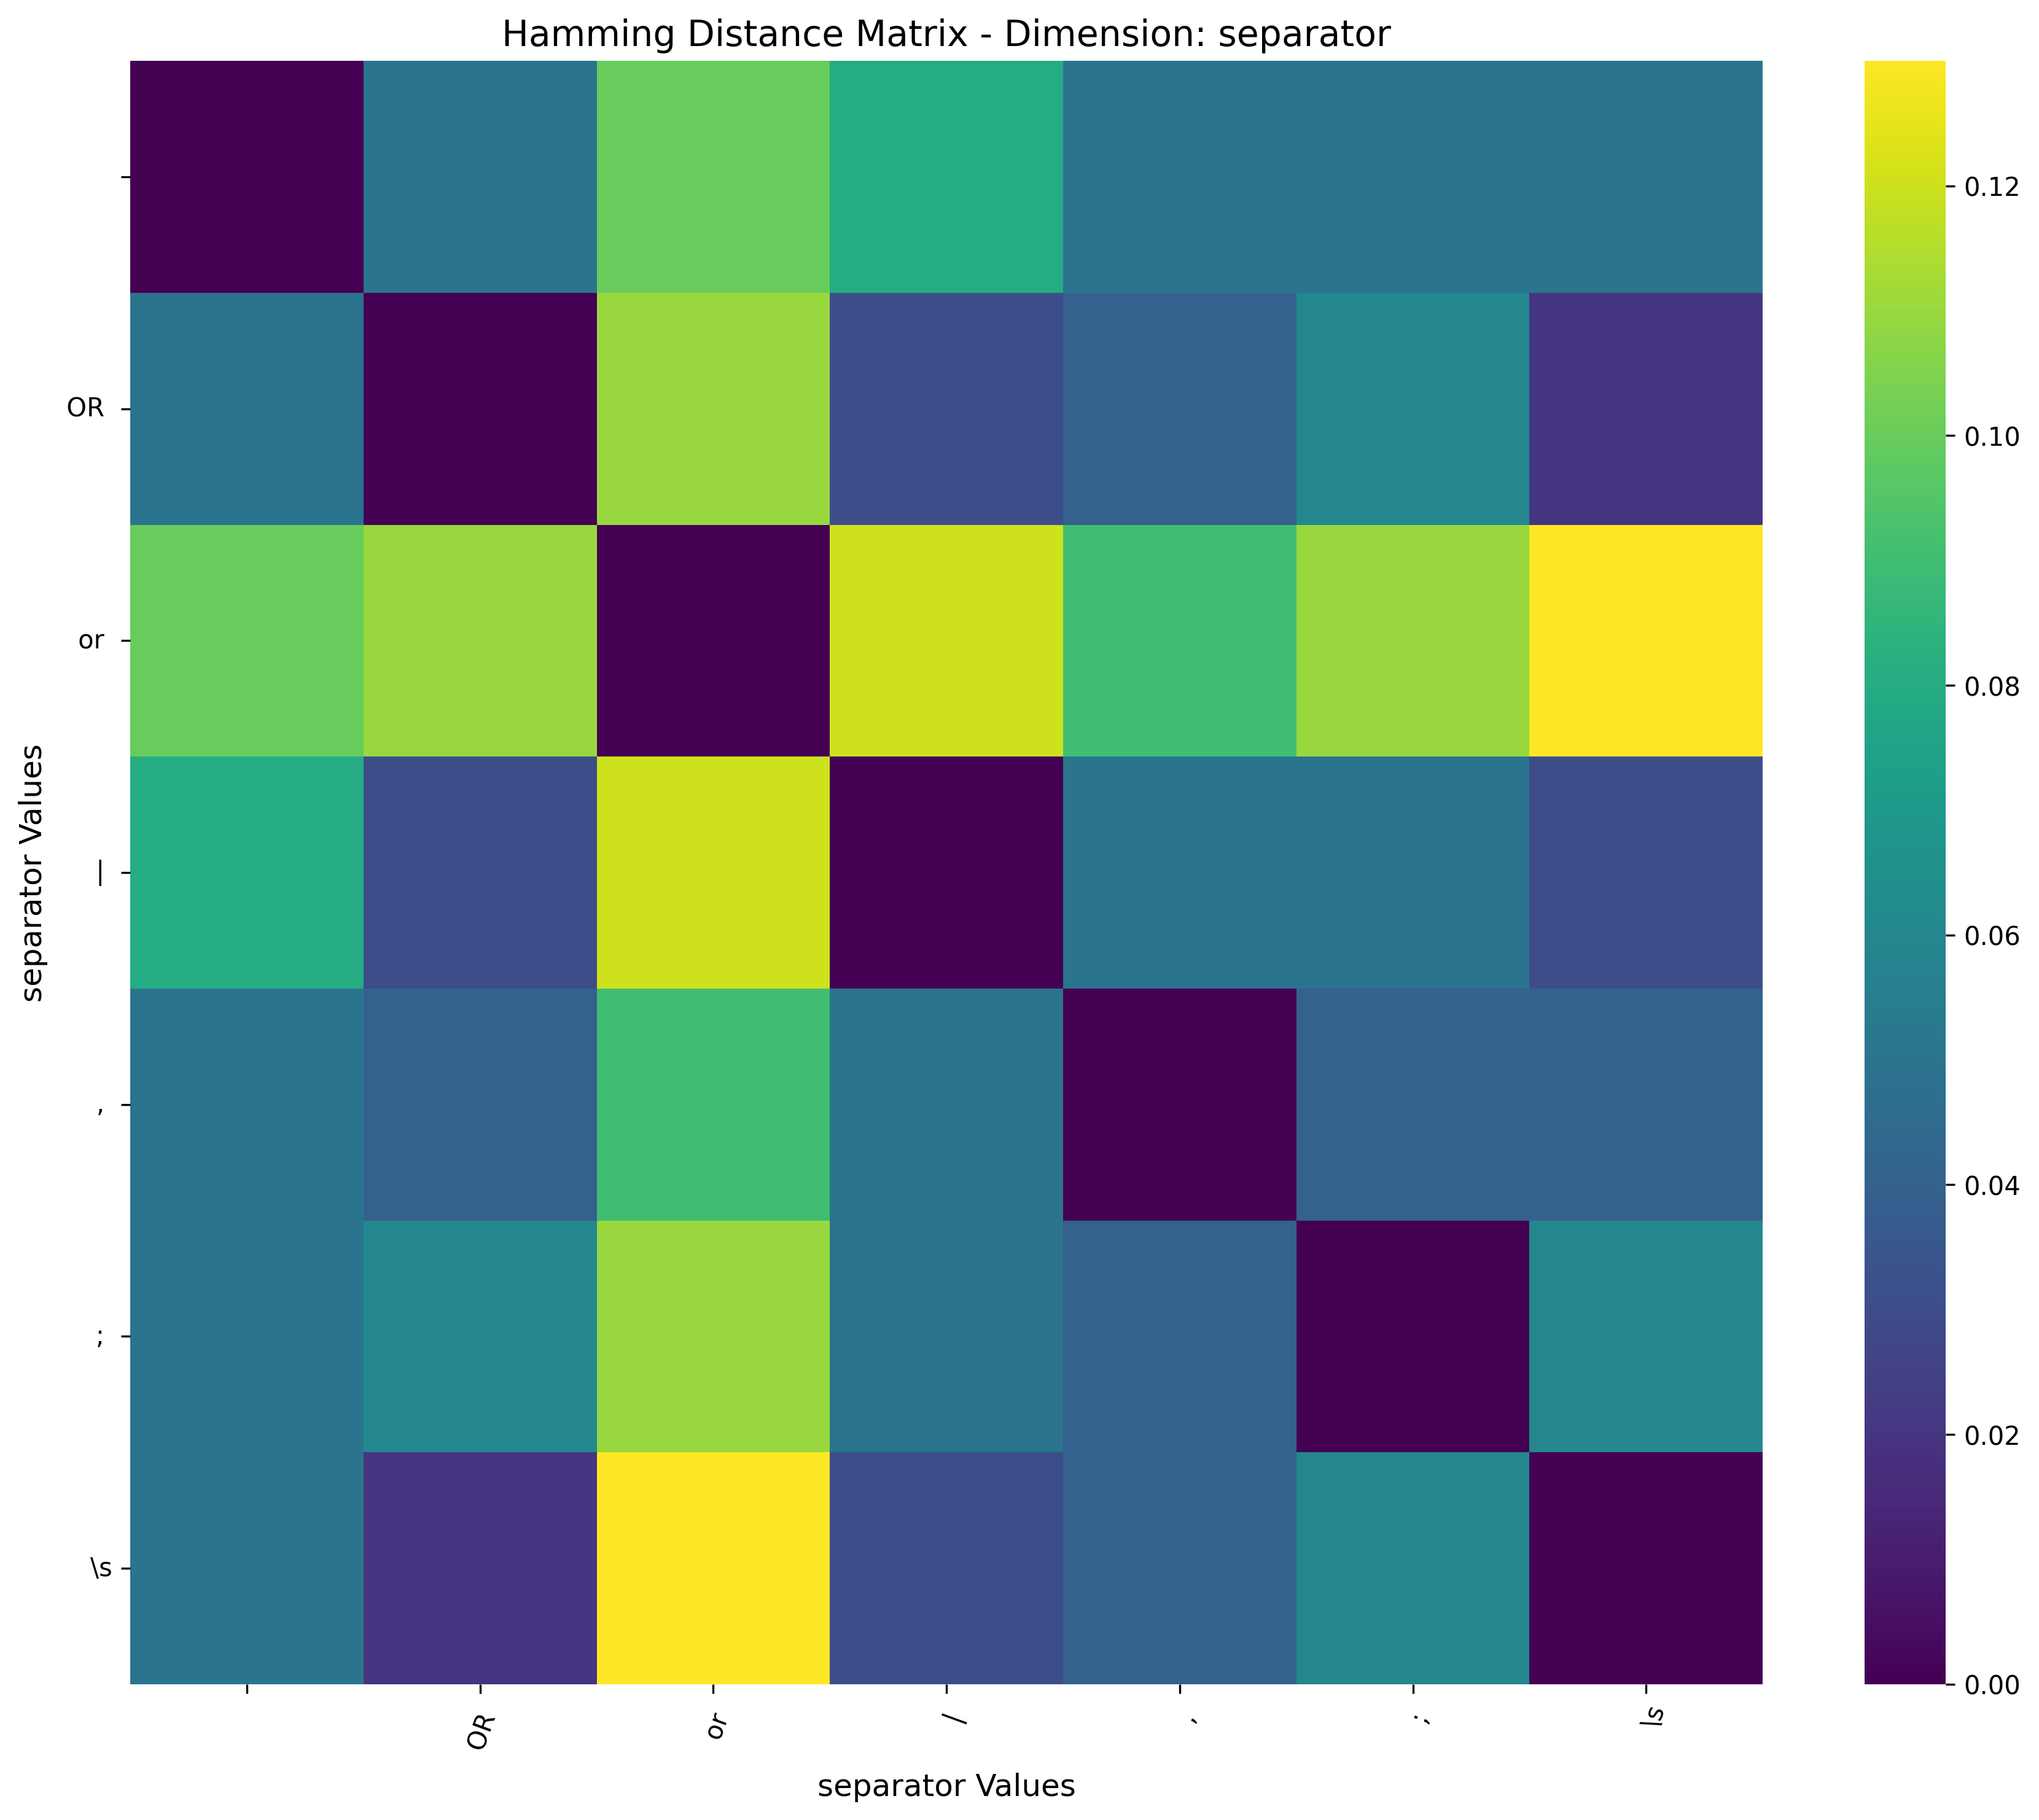 Hamming Distance Matrix - Dimension: separator
OR
or
|
,
;
\s
separator Values
OR
or
|
,
;
\s
separator Values
0.12
0.10
0.08
0.06
0.04
0.02
0.00